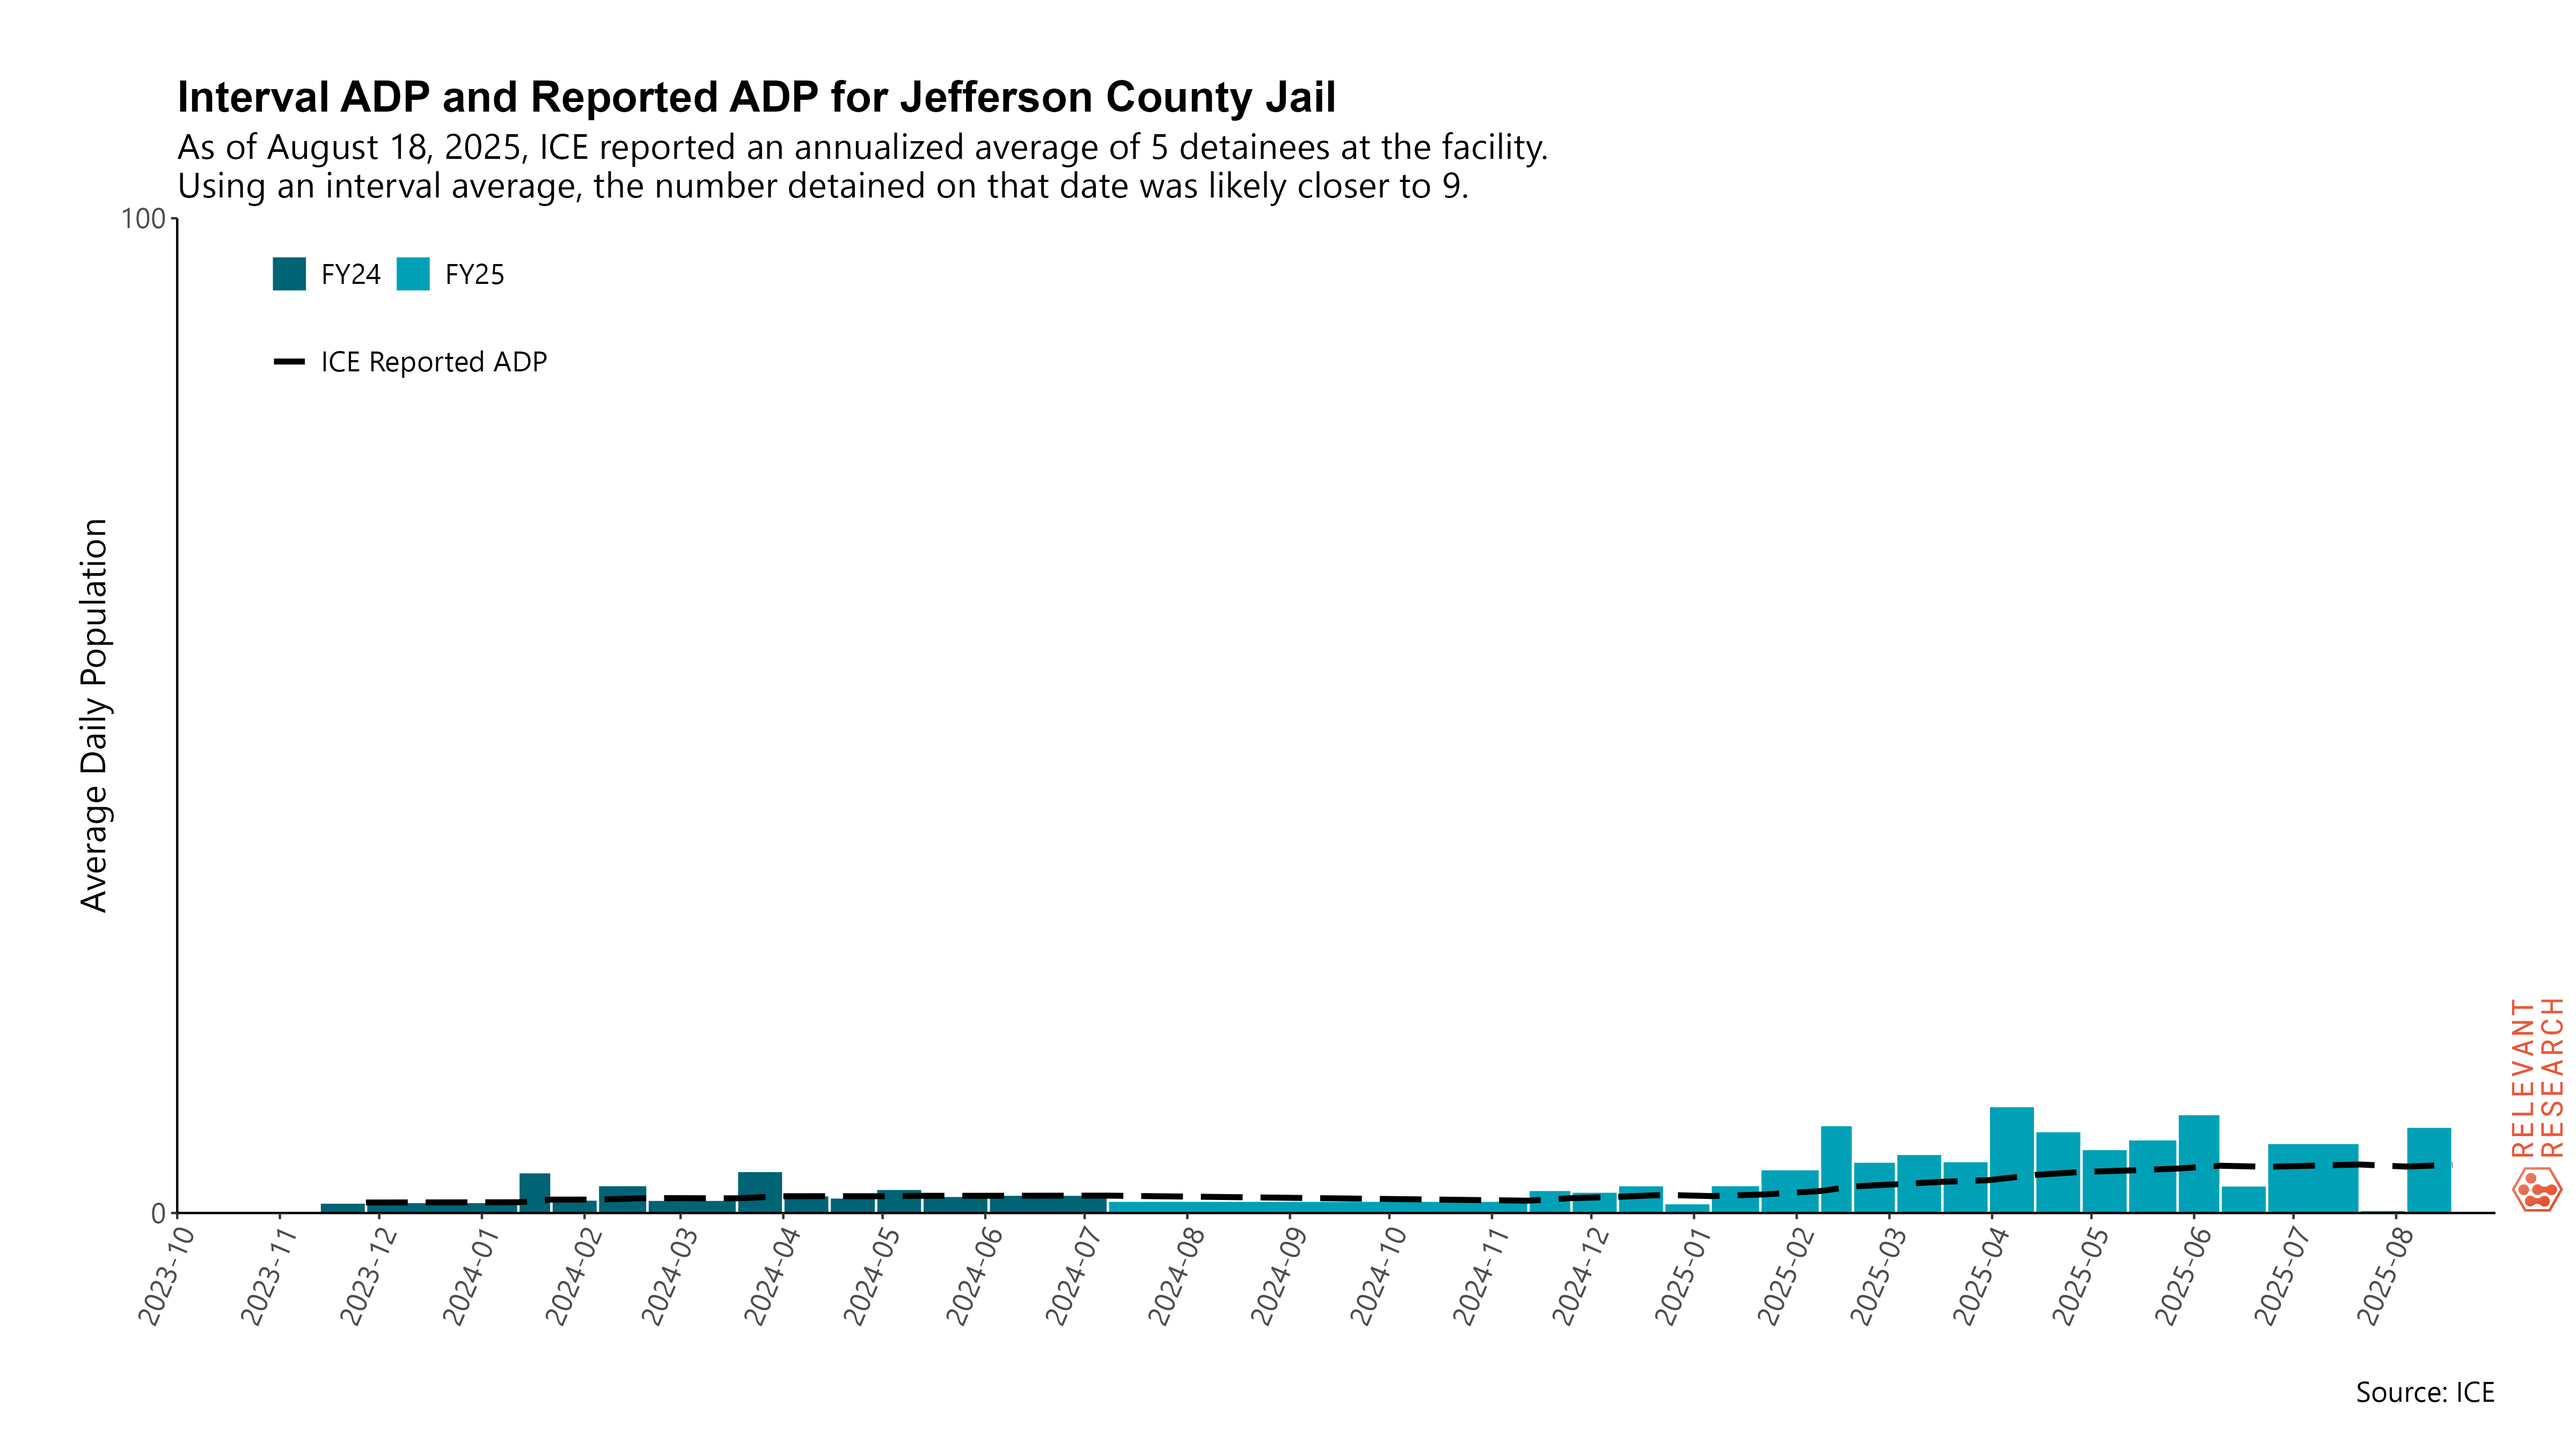 Interval ADP and Reported ADP for Jefferson County Jail
As of August 18, 2025, ICE reported an annualized average of 5 detainees at the facility.
Using an interval average, the number detained on that date was likely closer to 9.
100
FY24 FY25
ICE Reported ADP
Average Daily Population
0
2023-10
2023-11
2023-12
2024-01
2024-02
2024-03
2024-04
2024-05
2024-06
2024-07
2024-08
2024-09
2024-10
2024-11
2024-12
2025-01
2025-02
2025-03
2025-04
2025-05
2025-06
2025-07
2025-08
RELEVANT
RESEARCH
Source: ICE